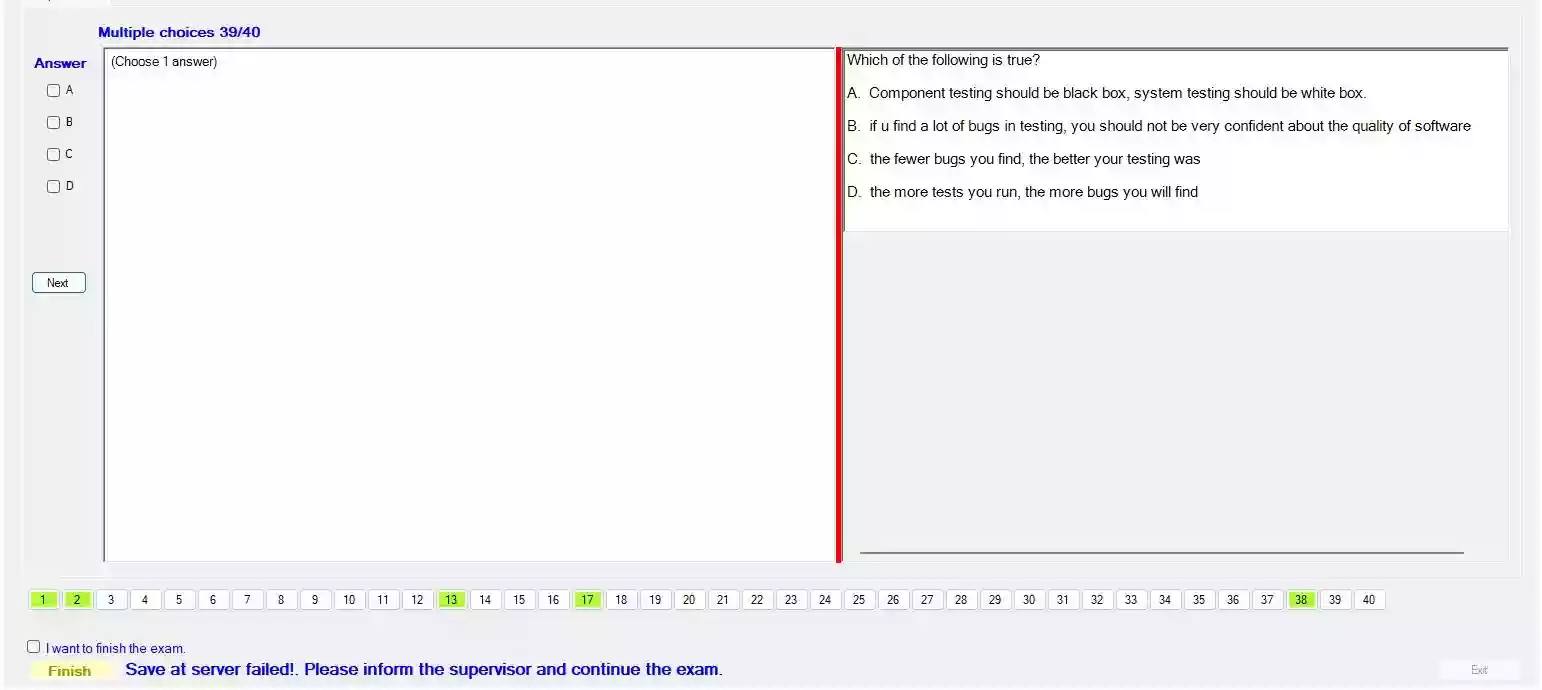 Multiple choices 39/40
Answer
A
B
C
D
Next
(Choose 1 answer)
Which of the following is true?
A. Component testing should be black box, system testing should be white box.
B. if u find a lot of bugs in testing, you should not be very confident about the quality of software
C. the fewer bugs you find, the better your testing was
D. the more tests you run, the more bugs you will find
1 2 3 4 5 6 7 8 9 10 11 12 13 14 15 16 17 18 19 20 21 22 23 24 25 26 27 28 29 30 31 32 33 34 35 36 37 38 39 40
I want to finish the exam.
Finish Save at server failed!. Please inform the supervisor and continue the exam.
Exit